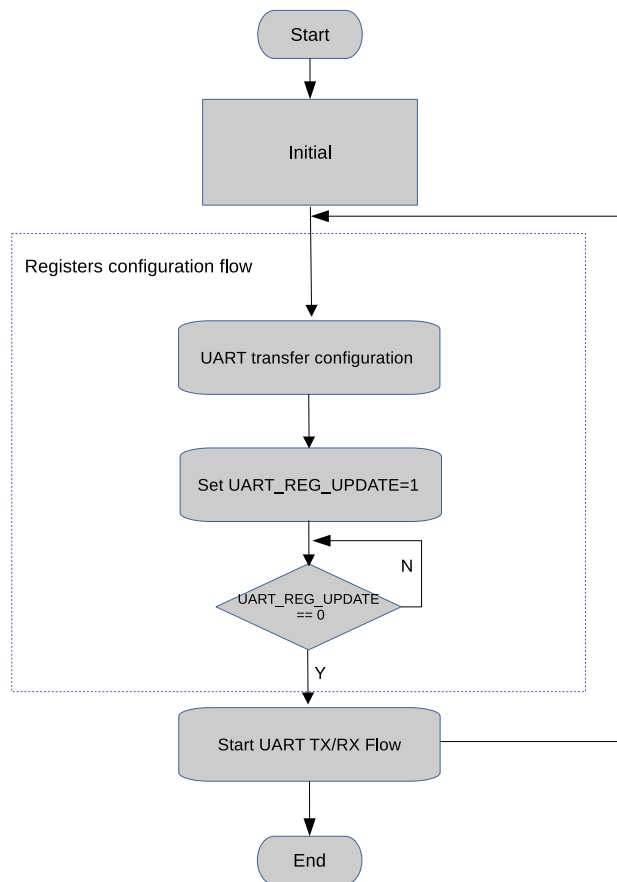 Start
Initial
Registers configuration flow
UART transfer configuration
Set UART_REG_UPDATE=1
N
UART_REG_UPDATE
== 0
Y
Start UART TX/RX Flow
End